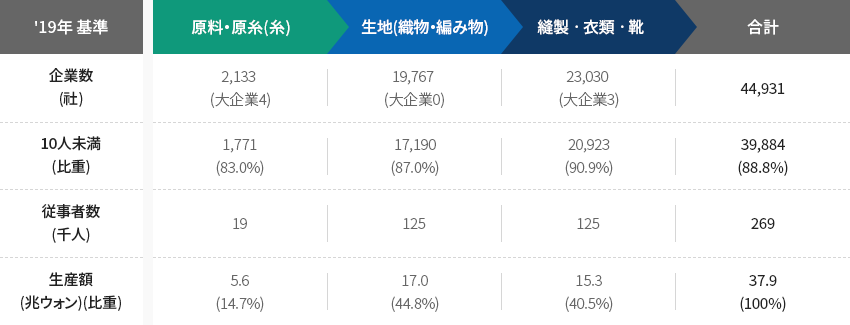 '19年 基準 原料•原糸(糸) 生地(織物•編み物) 縫製 · 衣類 · 靴 合計
企業数 2,133 19,767 23,030 44,931
(社) (大企業4) (大企業0) (大企業3)
10人未満 1,771 17,190 20,923 39,884
(比重) (83.0%) (87.0%) (90.9%) (88.8%)
従事者数 19 125 125 269
(千人)
生産額 5.6 17.0 15.3 37.9
(兆ウォン)(比重) (14.7%) (44.8%) (40.5%) (100%)